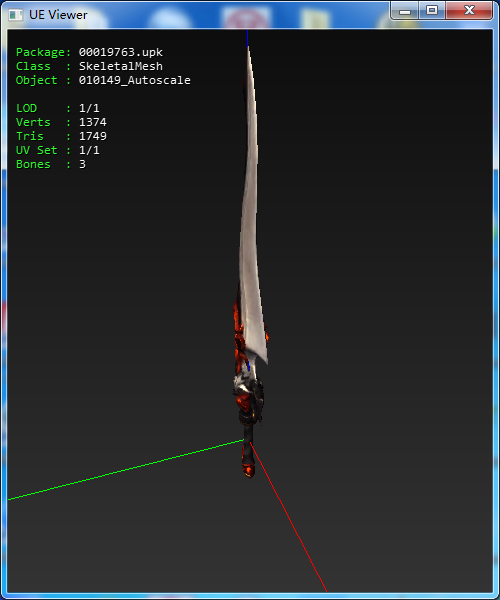 UE Viewer
Package: 00019763.upk
Class : SkeletalMesh
Object : 010149_Autoscale
LOD : 1/1
Verts : 1374
Tris : 1749
UV Set : 1/1
Bones : 3